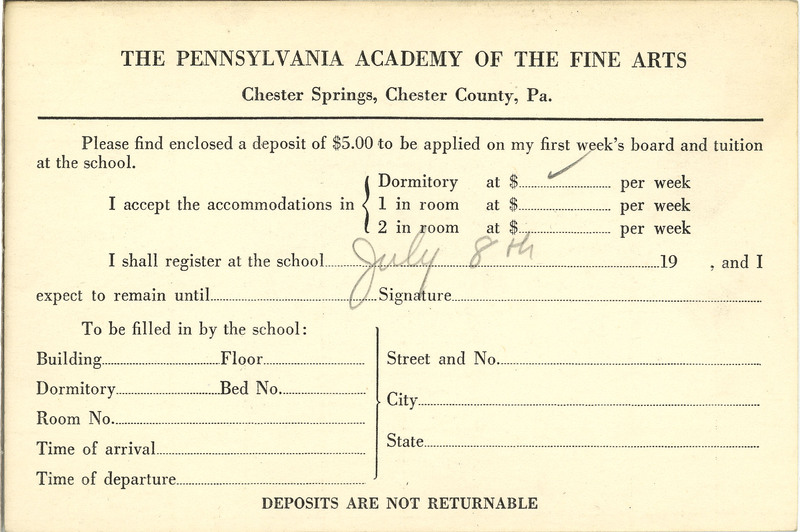 THE PENNSYLVANIA ACADEMY OF THE FINE ARTS
Chester Springs, Chester County, Pa.
Please find enclosed a deposit of $5.00 to be applied on my first week's board and tuition
at the school.
I accept the accommodations in
Dormitory at $ ✓ per week
1 in room at $ per week
2 in room at $ per week
I shall register at the school July 8th 19 , and I
expect to remain until Signature
To be filled in by the school:
Building Floor
Dormitory Bed No.
Room No.
Time of arrival
Time of departure
Street and No.
City
State
DEPOSITS ARE NOT RETURNABLE